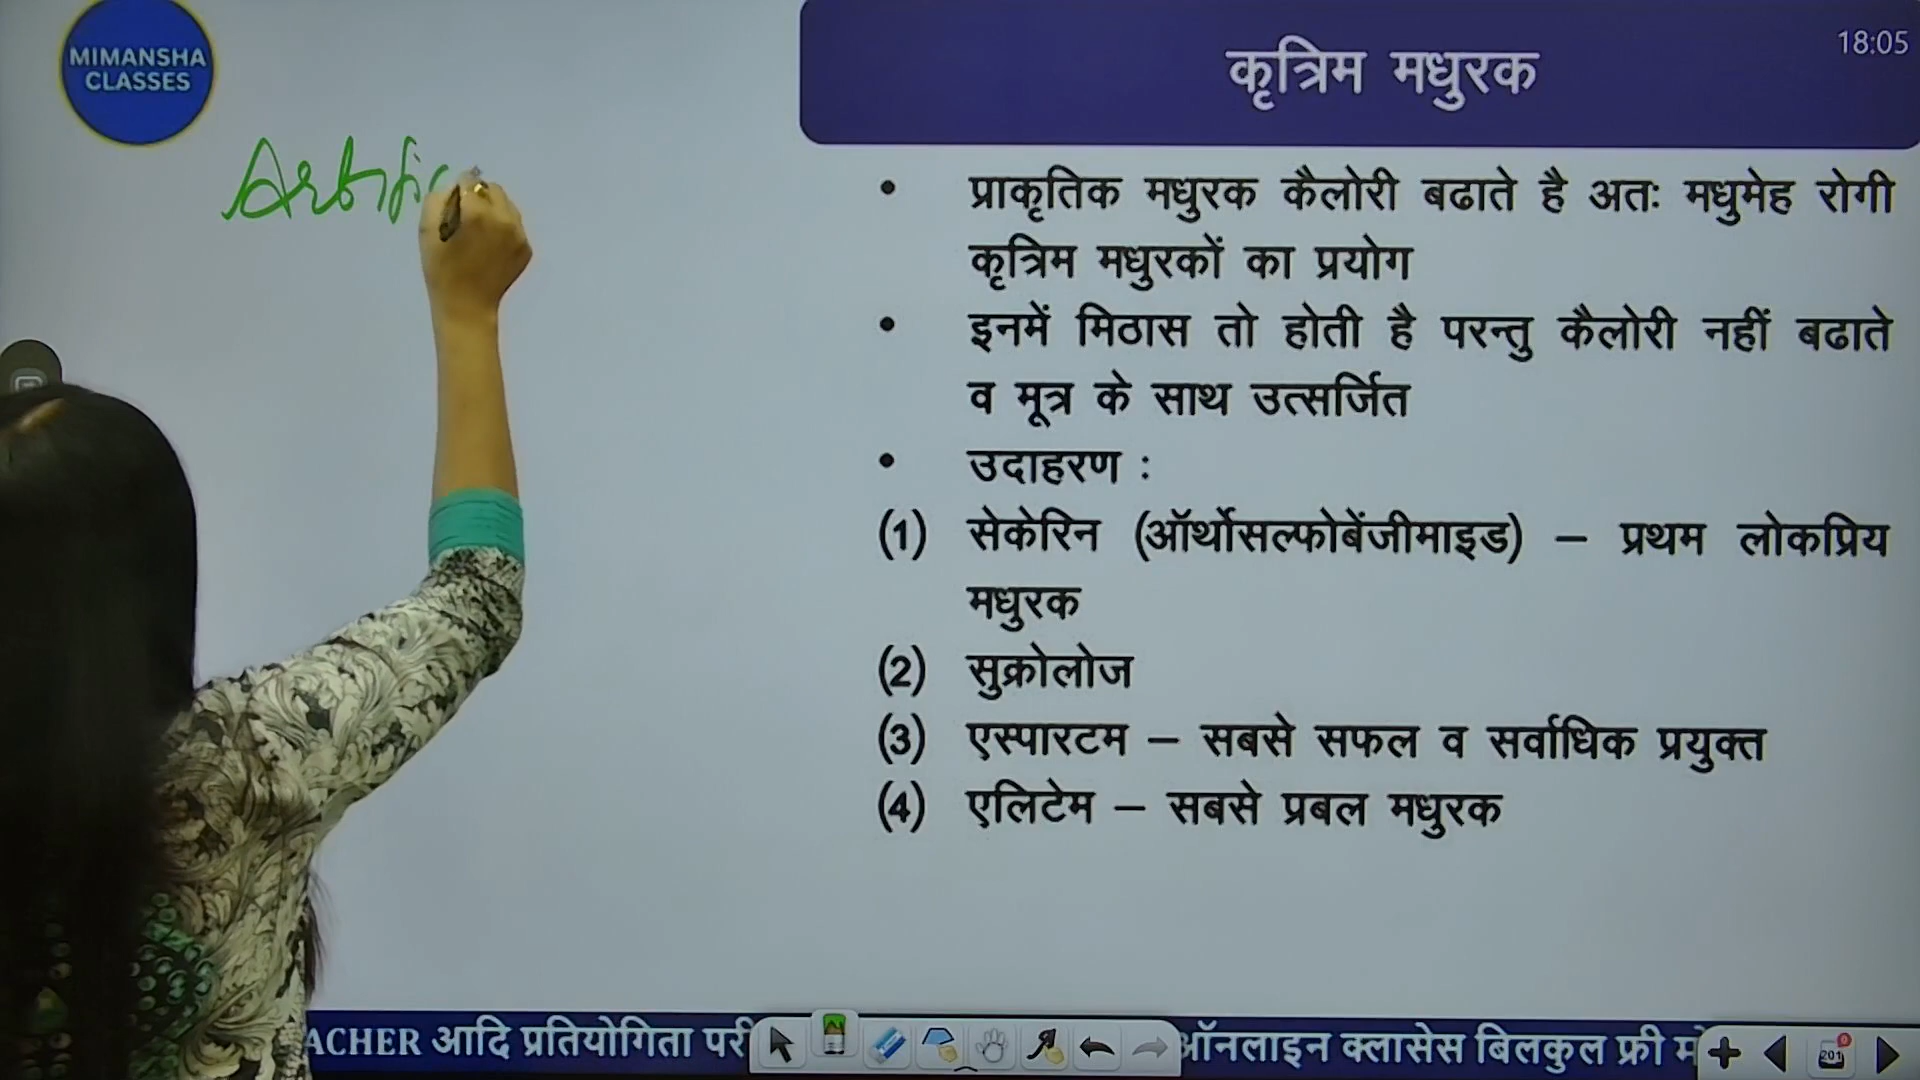 MIMANSHA
CLASSES
18:05
कृत्रिम मधुरक
• प्राकृतिक मधुरक कैलोरी बढाते है अतः मधुमेह रोगी
कृत्रिम मधुरकों का प्रयोग
• इनमें मिठास तो होती है परन्तु कैलोरी नहीं बढाते
व मूत्र के साथ उत्सर्जित
• उदाहरण :
(1) सेकेरिन (ऑर्थोसल्फोबेंजीमाइड) – प्रथम लोकप्रिय
मधुरक
(2) सुक्रोलोज
(3) एस्पारटम – सबसे सफल व सर्वाधिक प्रयुक्त
(4) एलिटेम – सबसे प्रबल मधुरक
Artific
ACHER आदि प्रतियोगिता परी
ऑनलाइन क्लासेस बिलकुल फ्री में
201